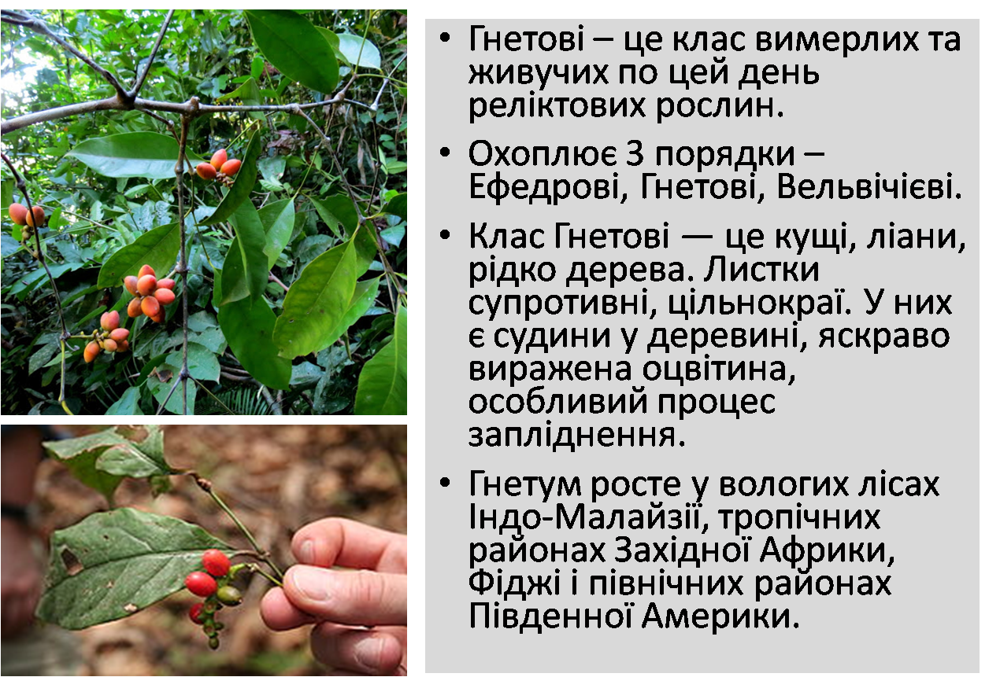 • Гнетові – це клас вимерлих та
живучих по цей день
реліктових рослин.
• Охоплює 3 порядки –
Ефедрові, Гнетові, Вельвічієві.
• Клас Гнетові — це кущі, ліани,
рідко дерева. Листки
супротивні, цільнокраї. У них
є судини у деревині, яскраво
виражена оцвітина,
особливий процес
запліднення.
• Гнетум росте у вологих лісах
Індо-Малайзії, тропічних
районах Західної Африки,
Фіджі і північних районах
Південної Америки.